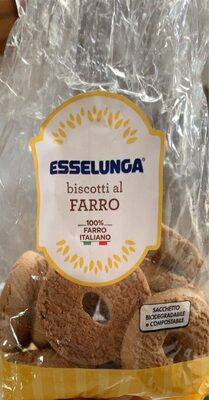 ESSELUNGA®
biscotti al
FARRO
100%
FARRO
ITALIANO
SACCHETTO
BIODEGRADABILE
e COMPOSTABILE